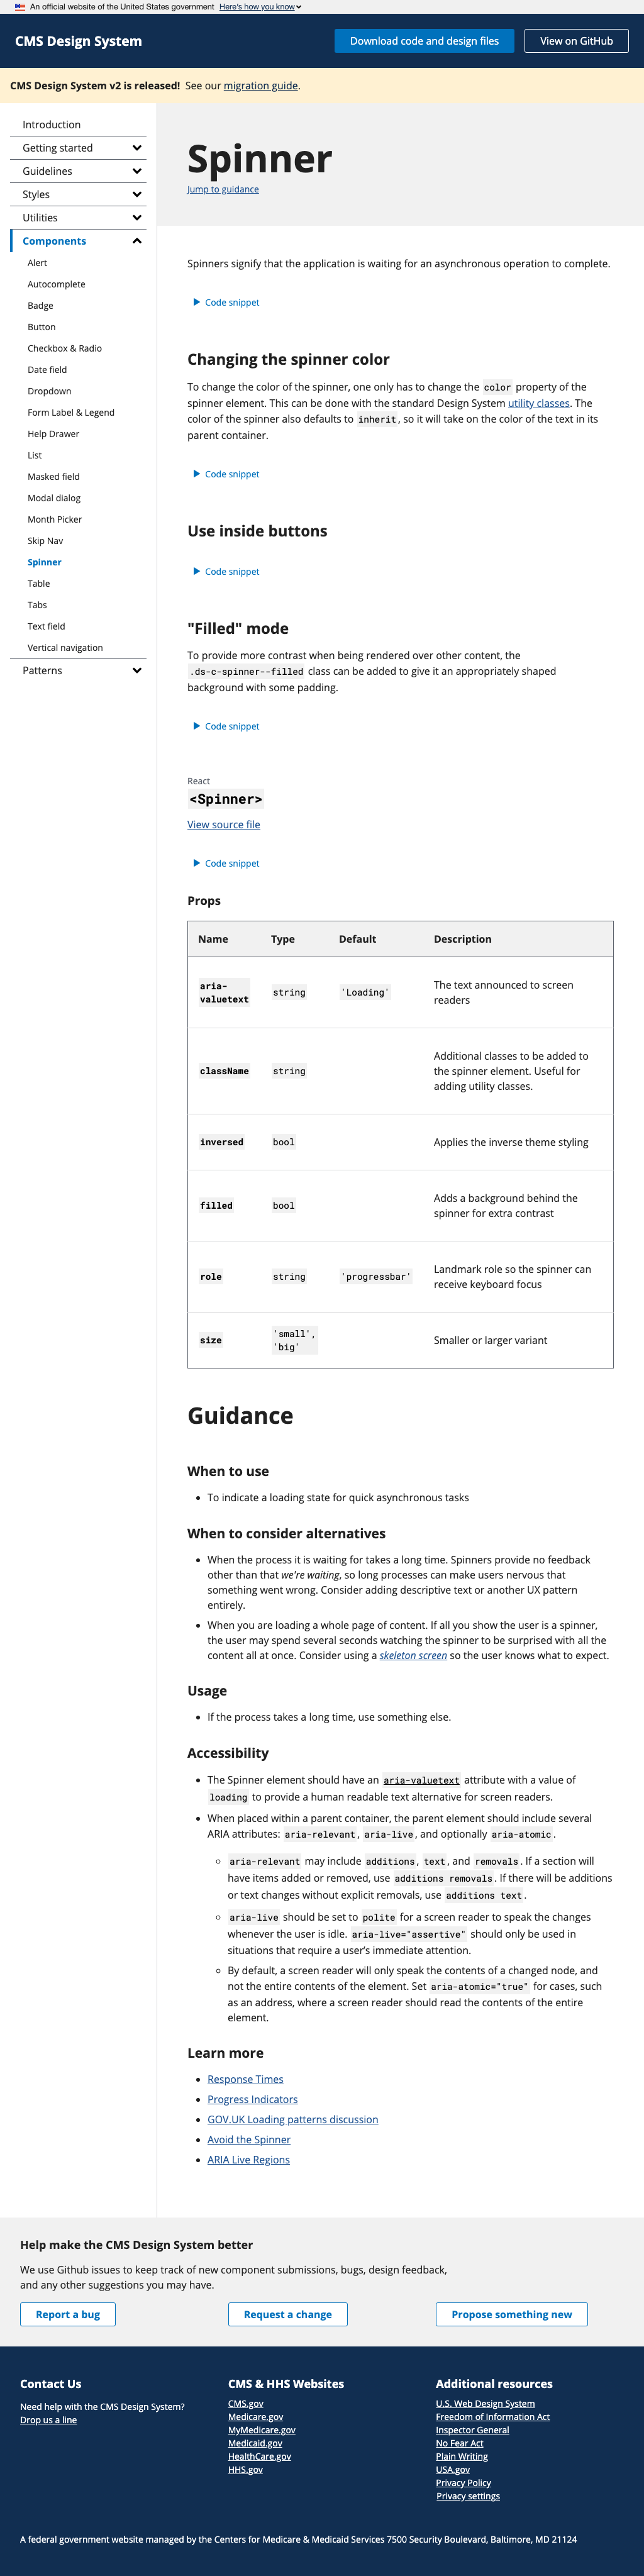 An official website of the United States government Here's how you know
CMS Design System
Download code and design files
View on GitHub
CMS Design System v2 is released! See our migration guide.
Introduction
Getting started
Guidelines
Styles
Utilities
Components
Alert
Autocomplete
Badge
Button
Checkbox & Radio
Date field
Dropdown
Form Label & Legend
Help Drawer
List
Masked field
Modal dialog
Month Picker
Skip Nav
Spinner
Table
Tabs
Text field
Vertical navigation
Patterns
Spinner
Jump to guidance
Spinners signify that the application is waiting for an asynchronous operation to complete.
Code snippet
Changing the spinner color
To change the color of the spinner, one only has to change the color property of the
spinner element. This can be done with the standard Design System utility classes. The
color of the spinner also defaults to inherit, so it will take on the color of the text in its
parent container.
Code snippet
Use inside buttons
Code snippet
"Filled" mode
To provide more contrast when being rendered over other content, the
.ds-c-spinner--filled class can be added to give it an appropriately shaped
background with some padding.
Code snippet
React
<Spinner>
View source file
Code snippet
Props
Name Type Default Description
aria-
valuetext string 'Loading' The text announced to screen
readers
className string Additional classes to be added to
the spinner element. Useful for
adding utility classes.
inversed bool Applies the inverse theme styling
filled bool Adds a background behind the
spinner for extra contrast
role string 'progressbar' Landmark role so the spinner can
receive keyboard focus
size 'small',
'big' Smaller or larger variant
Guidance
When to use
• To indicate a loading state for quick asynchronous tasks
When to consider alternatives
• When the process it is waiting for takes a long time. Spinners provide no feedback
other than that we're waiting, so long processes can make users nervous that
something went wrong. Consider adding descriptive text or another UX pattern
entirely.
• When you are loading a whole page of content. If all you show the user is a spinner,
the user may spend several seconds watching the spinner to be surprised with all the
content all at once. Consider using a skeleton screen so the user knows what to expect.
Usage
• If the process takes a long time, use something else.
Accessibility
• The Spinner element should have an aria-valuetext attribute with a value of
loading to provide a human readable text alternative for screen readers.
• When placed within a parent container, the parent element should include several
ARIA attributes: aria-relevant, aria-live, and optionally aria-atomic.
◦ aria-relevant may include additions, text, and removals. If a section will
have items added or removed, use additions removals. If there will be additions
or text changes without explicit removals, use additions text.
◦ aria-live should be set to polite for a screen reader to speak the changes
whenever the user is idle. aria-live="assertive" should only be used in
situations that require a user's immediate attention.
◦ By default, a screen reader will only speak the contents of a changed node, and
not the entire contents of the element. Set aria-atomic="true" for cases, such
as an address, where a screen reader should read the contents of the entire
element.
Learn more
• Response Times
• Progress Indicators
• GOV.UK Loading patterns discussion
• Avoid the Spinner
• ARIA Live Regions
Help make the CMS Design System better
We use Github issues to keep track of new component submissions, bugs, design feedback,
and any other suggestions you may have.
Report a bug
Request a change
Propose something new
Contact Us
Need help with the CMS Design System?
Drop us a line
CMS & HHS Websites
CMS.gov
Medicare.gov
MyMedicare.gov
Medicaid.gov
HealthCare.gov
HHS.gov
Additional resources
U.S. Web Design System
Freedom of Information Act
Inspector General
No Fear Act
Plain Writing
USA.gov
Privacy Policy
Privacy settings
A federal government website managed by the Centers for Medicare & Medicaid Services 7500 Security Boulevard, Baltimore, MD 21124